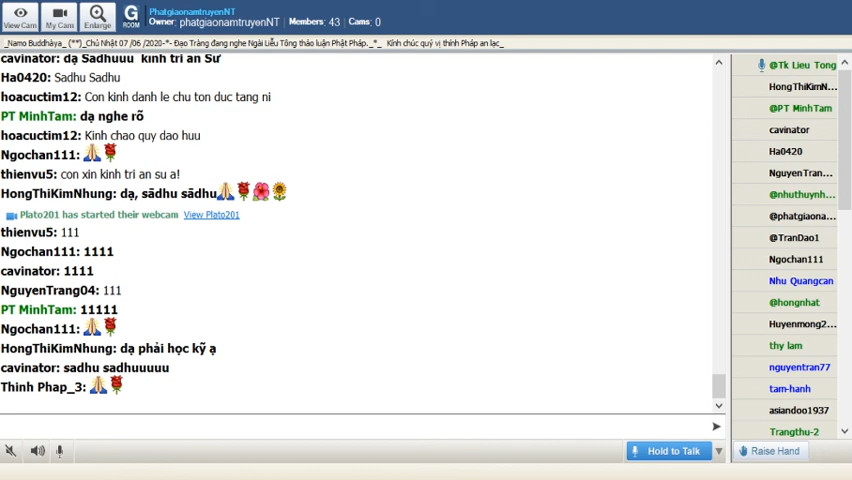 PhatgiaonamtruyenNT
Owner: phatgiaonamtruyenNT Members: 43 Cams: 0
View Cam My Cam Enlarge G ROOM
_Namo Buddhàya_ (**)_Chủ Nhật 07 /06 /2020-*- Đạo Tràng đang nghe Ngài Liễu Tông thảo luận Phật Pháp._*_ Kính chúc quý vị thính Pháp an lạc_
cavinator: dạ Sadhuuu kính tri ân Sư
Ha0420: Sadhu Sadhu
hoacuctim12: Con kinh danh le chu ton duc tang ni
PT MinhTam: dạ nghe rõ
hoacuctim12: Kinh chao quy dao huu
Ngochan111: 🙏🌹
thienvu5: con xin kinh tri an su a!
HongThiKimNhung: dạ, sādhu sādhu🙏🌹🌺🌻
Plato201 has started their webcam View Plato201
thienvu5: 111
Ngochan111: 1111
cavinator: 1111
NguyenTrang04: 111
PT MinhTam: 11111
Ngochan111: 🙏🌹
HongThiKimNhung: dạ phải học kỹ ạ
cavinator: sadhu sadhuuuuu
Thinh Phap_3: 🙏🌹
Hold to Talk
@Tk Lieu Tong
HongThiKimN...
@PT MinhTam
cavinator
Ha0420
NguyenTran...
@nhuthuynh...
@phatgiaona...
@TranDao1
Ngochan111
Nhu Quangcan
@hongnhat
Huyenmong2...
thy lam
nguyentran77
tam-hanh
asiandoo1937
Trangthu-2
Raise Hand